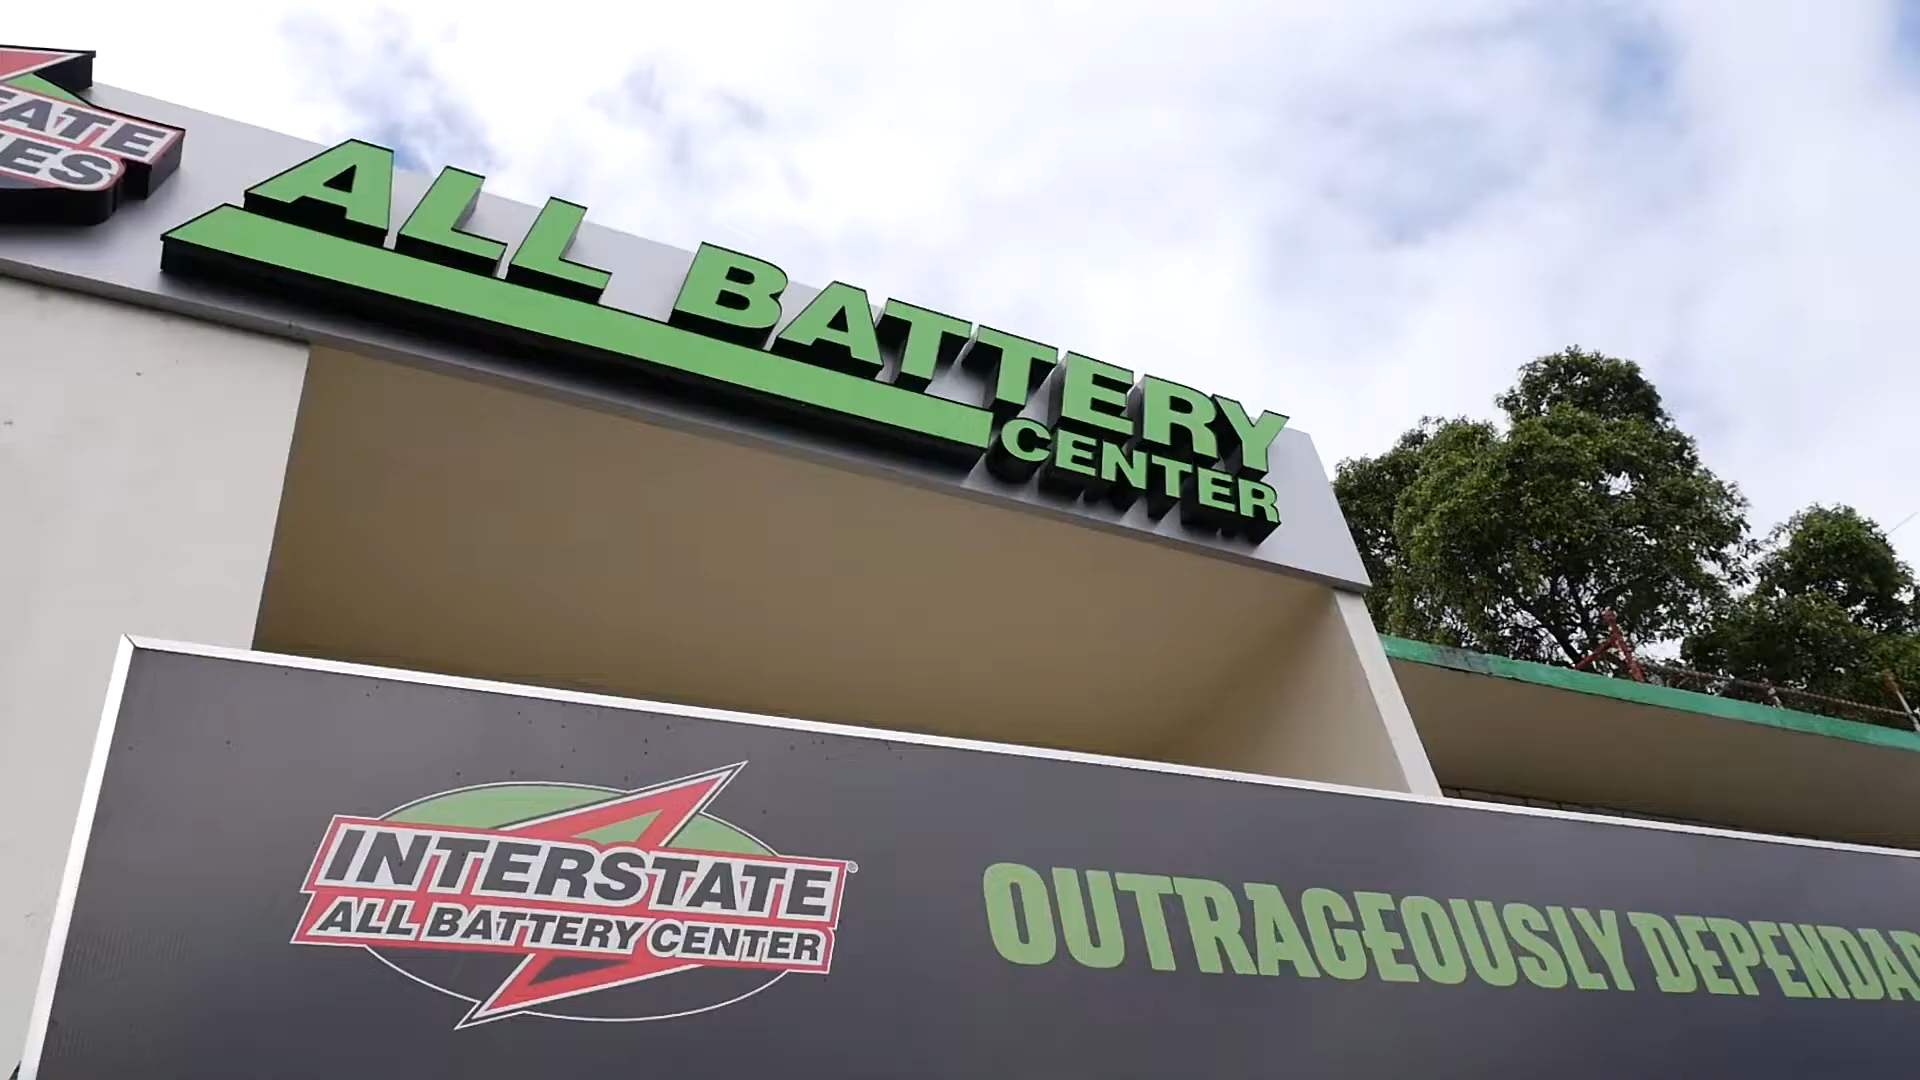 ALL BATTERY
CENTER
INTERSTATE
ALL BATTERY CENTER
OUTRAGEOUSLY